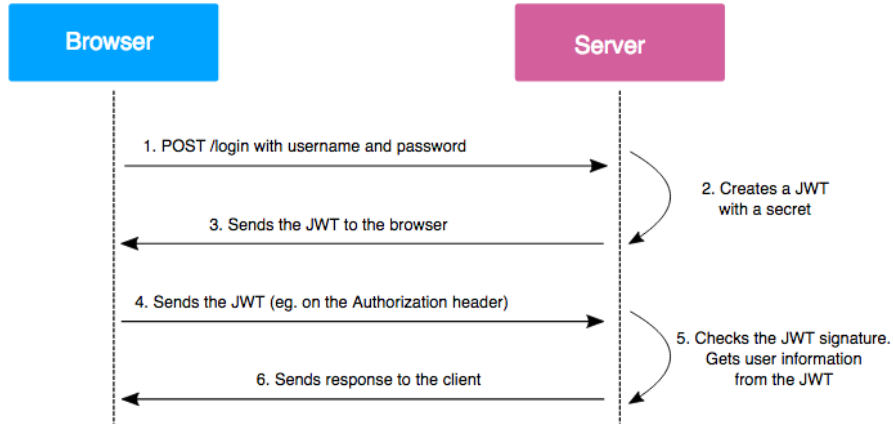 Browser
Server
1. POST /login with username and password
2. Creates a JWT
with a secret
3. Sends the JWT to the browser
4. Sends the JWT (eg. on the Authorization header)
5. Checks the JWT signature.
Gets user information
from the JWT
6. Sends response to the client